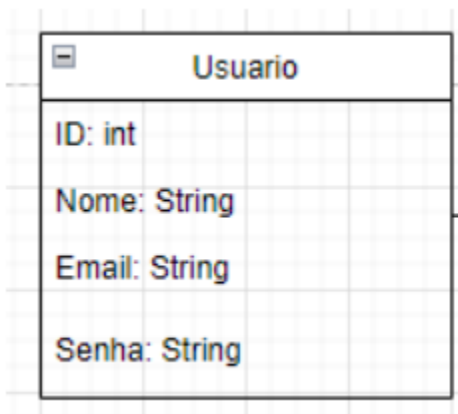 Usuario
ID: int
Nome: String
Email: String
Senha: String